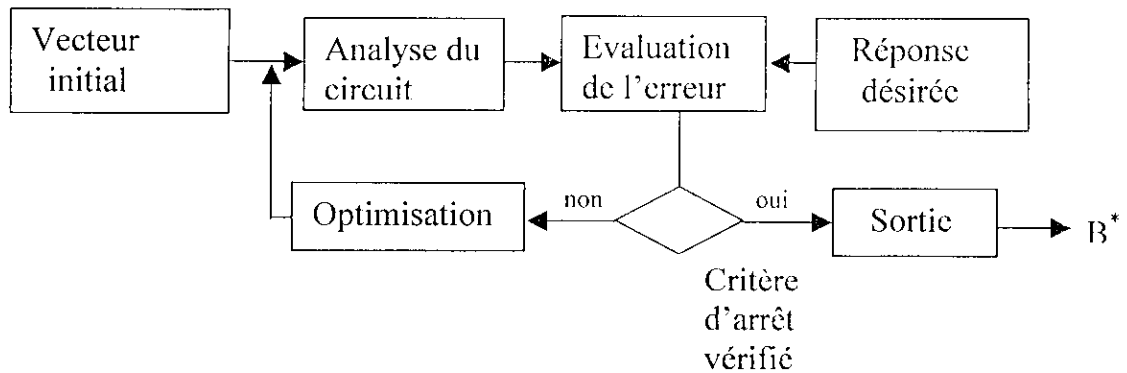 Vecteur
initial
Analyse du
circuit
Evaluation
de l'erreur
Réponse
désirée
Optimisation
non
oui
Sortie
B*
Critère
d'arrêt
vérifié